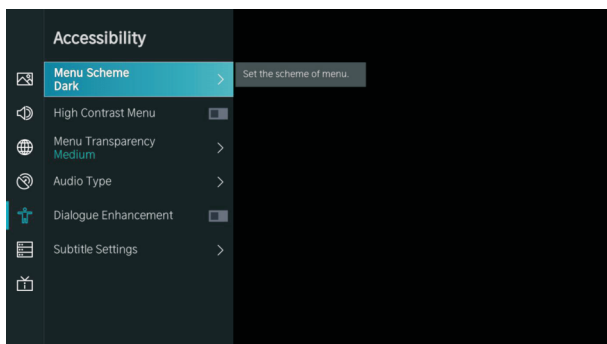 Accessibility
Menu Scheme
Dark
Set the scheme of menu.
High Contrast Menu
Menu Transparency
Medium
Audio Type
Dialogue Enhancement
Subtitle Settings